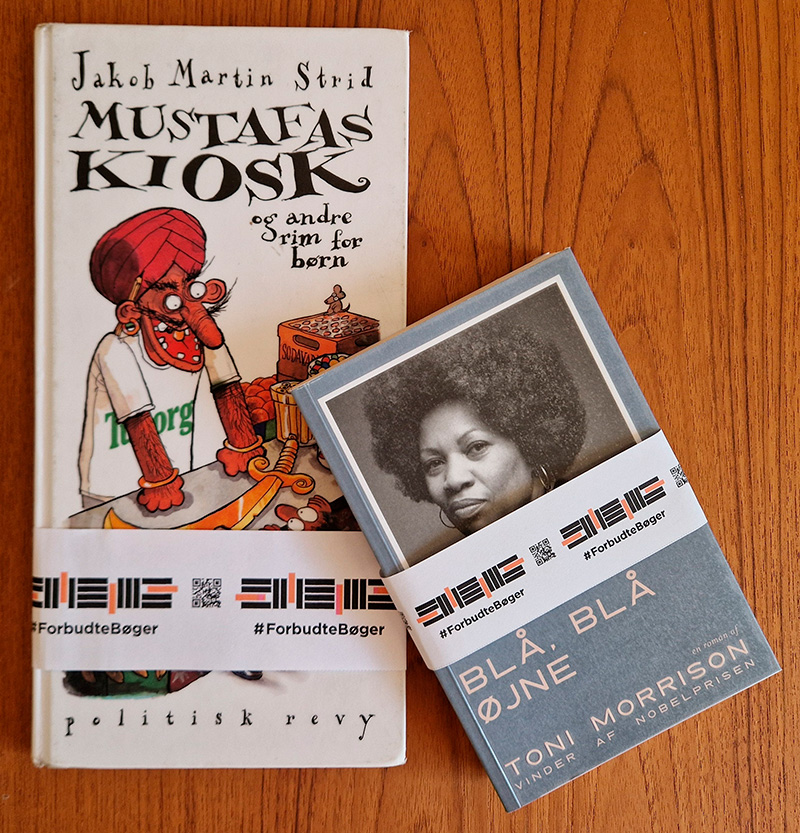 Jakob Martin Strid
MUSTAFAS
KIOSK
og andre
rim for
børn
SODAVAN
Tuborg
#ForbudteBøger
#ForbudteBøger
politisk revy
#ForbudteBøger
#ForbudteBøger
BLÅ, BLÅ
ØJNE
en roman af
TONI MORRISON
VINDER AF NOBELPRISEN